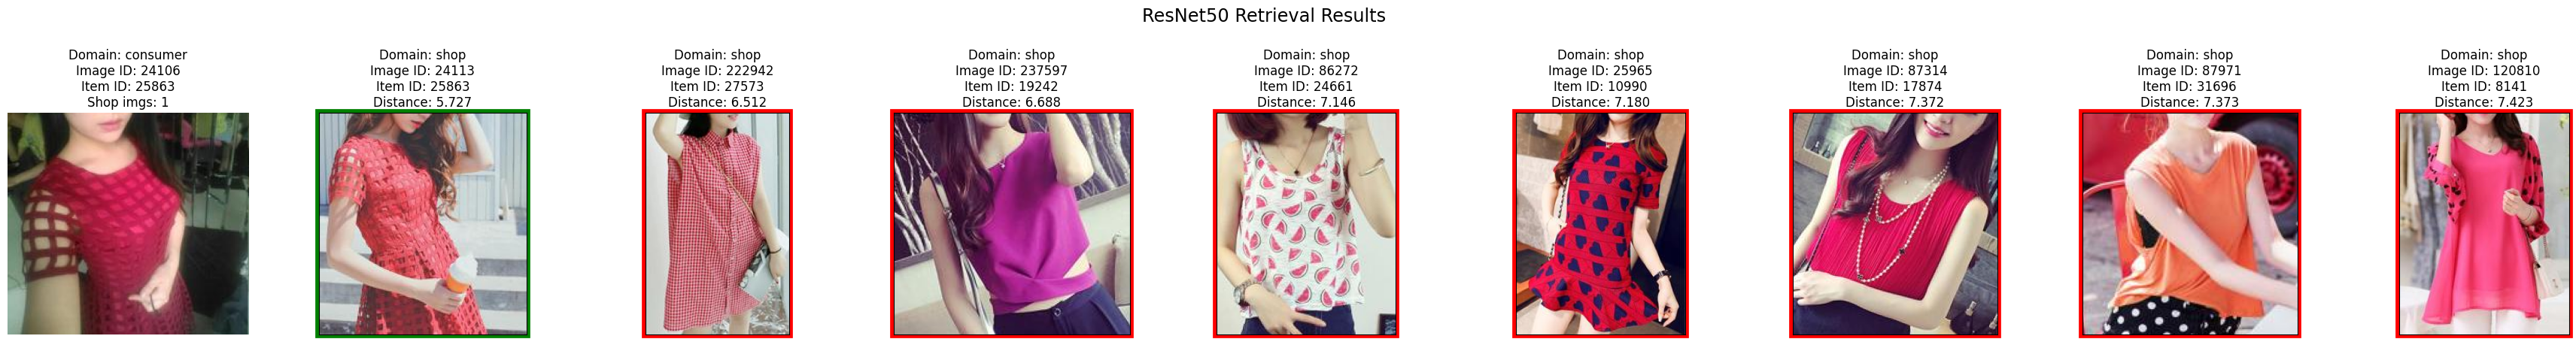 ResNet50 Retrieval Results
Domain: consumer
Image ID: 24106
Item ID: 25863
Shop imgs: 1
Domain: shop
Image ID: 24113
Item ID: 25863
Distance: 5.727
Domain: shop
Image ID: 222942
Item ID: 27573
Distance: 6.512
Domain: shop
Image ID: 237597
Item ID: 19242
Distance: 6.688
Domain: shop
Image ID: 86272
Item ID: 24661
Distance: 7.146
Domain: shop
Image ID: 25965
Item ID: 10990
Distance: 7.180
Domain: shop
Image ID: 87314
Item ID: 17874
Distance: 7.372
Domain: shop
Image ID: 87971
Item ID: 31696
Distance: 7.373
Domain: shop
Image ID: 120810
Item ID: 8141
Distance: 7.423